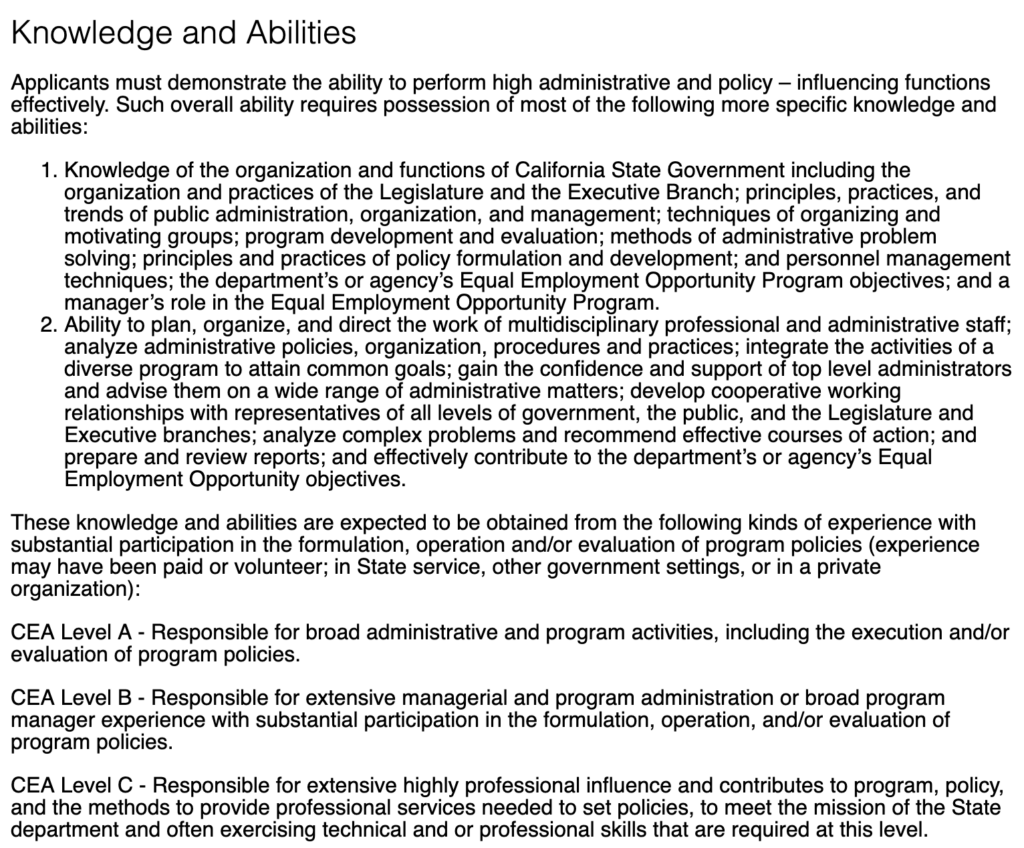 Knowledge and Abilities
Applicants must demonstrate the ability to perform high administrative and policy – influencing functions
effectively. Such overall ability requires possession of most of the following more specific knowledge and
abilities:
1. Knowledge of the organization and functions of California State Government including the
organization and practices of the Legislature and the Executive Branch; principles, practices, and
trends of public administration, organization, and management; techniques of organizing and
motivating groups; program development and evaluation; methods of administrative problem
solving; principles and practices of policy formulation and development; and personnel management
techniques; the department's or agency's Equal Employment Opportunity Program objectives; and a
manager's role in the Equal Employment Opportunity Program.
2. Ability to plan, organize, and direct the work of multidisciplinary professional and administrative staff;
analyze administrative policies, organization, procedures and practices; integrate the activities of a
diverse program to attain common goals; gain the confidence and support of top level administrators
and advise them on a wide range of administrative matters; develop cooperative working
relationships with representatives of all levels of government, the public, and the Legislature and
Executive branches; analyze complex problems and recommend effective courses of action; and
prepare and review reports; and effectively contribute to the department's or agency's Equal
Employment Opportunity objectives.
These knowledge and abilities are expected to be obtained from the following kinds of experience with
substantial participation in the formulation, operation and/or evaluation of program policies (experience
may have been paid or volunteer; in State service, other government settings, or in a private
organization):
CEA Level A - Responsible for broad administrative and program activities, including the execution and/or
evaluation of program policies.
CEA Level B - Responsible for extensive managerial and program administration or broad program
manager experience with substantial participation in the formulation, operation, and/or evaluation of
program policies.
CEA Level C - Responsible for extensive highly professional influence and contributes to program, policy,
and the methods to provide professional services needed to set policies, to meet the mission of the State
department and often exercising technical and or professional skills that are required at this level.